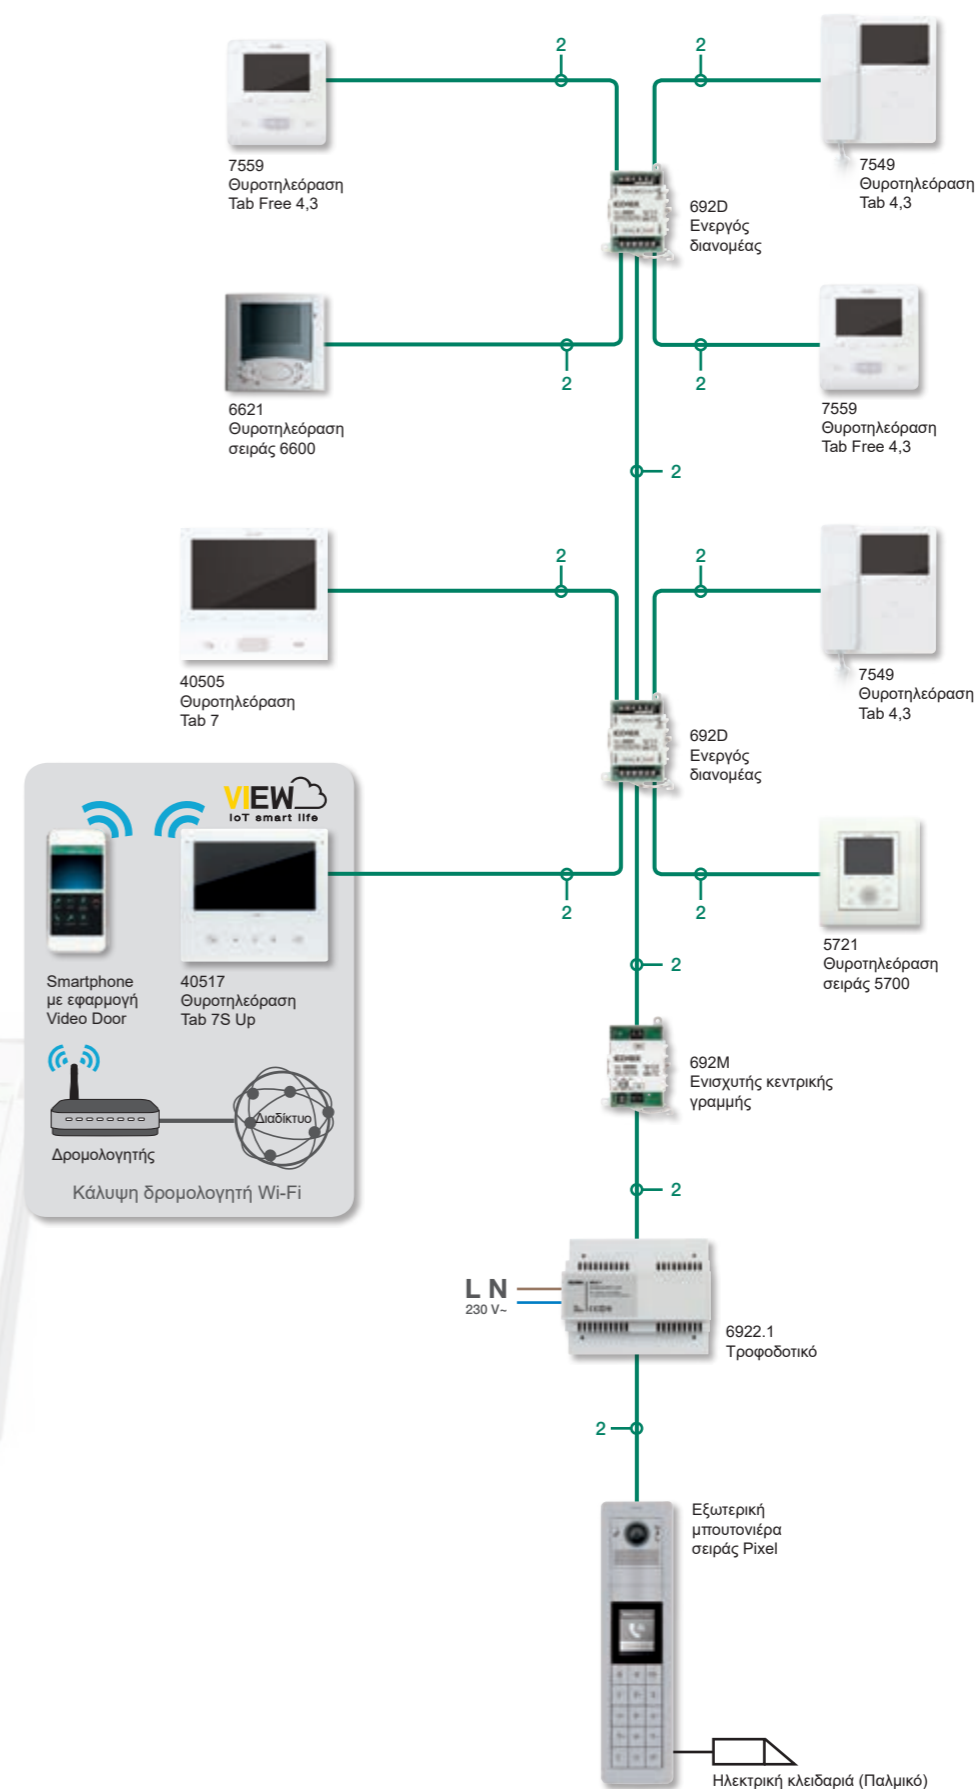 2
2
7559
Θυροτηλεόραση
Tab Free 4,3
692D
Ενεργός
διανομέας
7549
Θυροτηλεόραση
Tab 4,3
2
2
6621
Θυροτηλεόραση
σειράς 6600
7559
Θυροτηλεόραση
Tab Free 4,3
2
2
2
40505
Θυροτηλεόραση
Tab 7
692D
Ενεργός
διανομέας
7549
Θυροτηλεόραση
Tab 4,3
VIEW
IoT smart life
2
2
Smartphone
με εφαρμογή
Video Door
40517
Θυροτηλεόραση
Tab 7S Up
2
5721
Θυροτηλεόραση
σειράς 5700
692M
Ενισχυτής κεντρικής
γραμμής
Διαδίκτυο
Δρομολογητής
Κάλυψη δρομολογητή Wi-Fi
2
L N
230 V~
6922.1
Τροφοδοτικό
2
Εξωτερική
μπουτονιέρα
σειράς Pixel
Ηλεκτρική κλειδαριά (Παλμικό)